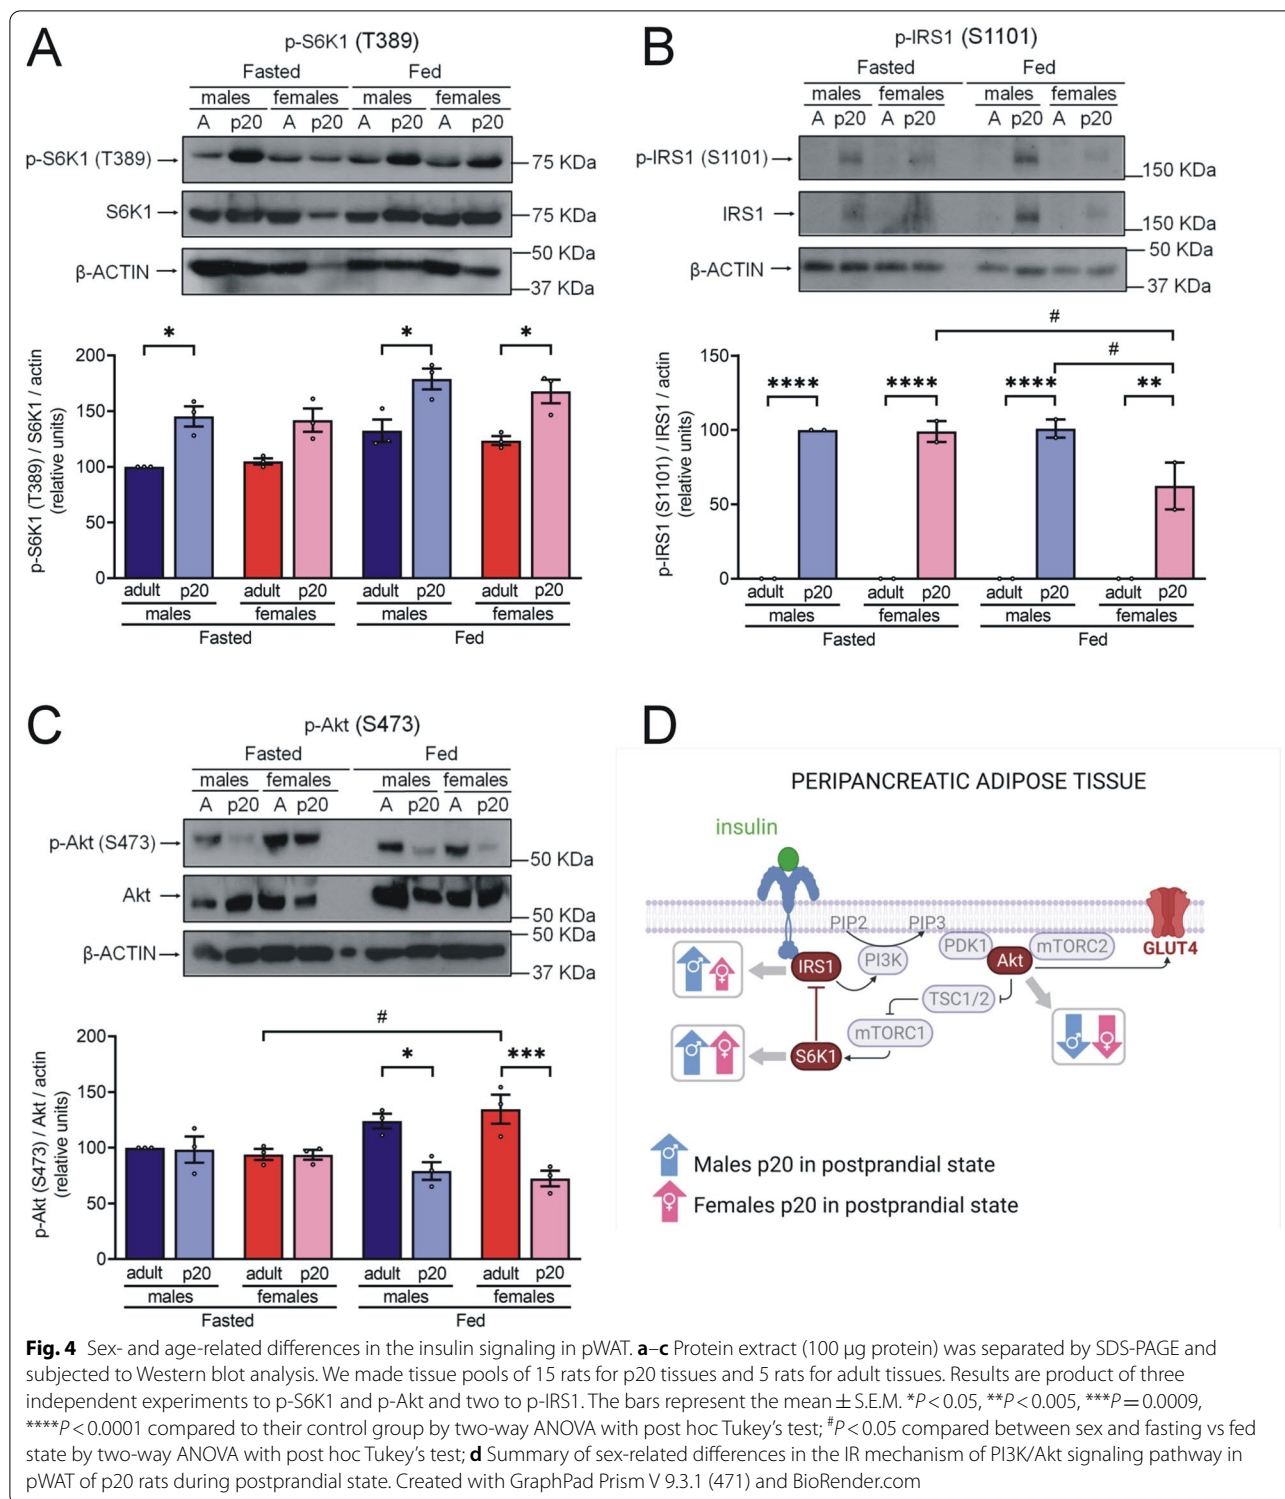 A
p-S6K1 (T389)
Fasted Fed
males females males females
A p20 A p20 A p20 A p20
p-S6K1 (T389)
75 KDa
S6K1
75 KDa
50 KDa
β-ACTIN
37 KDa
* * *
p-S6K1 (T389) / S6K1 / actin
(relative units)
200
150
100
50
0
adult p20 adult p20 adult p20 adult p20
males females males females
Fasted Fed
B
p-IRS1 (S1101)
Fasted Fed
males females males females
A p20 A p20 A p20 A p20
p-IRS1 (S1101)
150 KDa
IRS1
150 KDa
50 KDa
β-ACTIN
37 KDa
#
#
**** **** **** **
p-IRS1 (S1101) / IRS1 / actin
(relative units)
150
100
50
0
adult p20 adult p20 adult p20 adult p20
males females males females
Fasted Fed
C
p-Akt (S473)
Fasted Fed
males females males females
A p20 A p20 A p20 A p20
p-Akt (S473)
50 KDa
Akt
50 KDa
50 KDa
β-ACTIN
37 KDa
#
* ***
p-Akt (S473) / Akt / actin
(relative units)
200
150
100
50
0
adult p20 adult p20 adult p20 adult p20
males females males females
Fasted Fed
D
PERIPANCREATIC ADIPOSE TISSUE
insulin
PIP2 PIP3
PDK1 mTORC2
GLUT4
IRS1 PI3K Akt
TSC1/2
mTORC1
S6K1
Males p20 in postprandial state
Females p20 in postprandial state
Fig. 4 Sex- and age-related differences in the insulin signaling in pWAT. a–c Protein extract (100 µg protein) was separated by SDS-PAGE and
subjected to Western blot analysis. We made tissue pools of 15 rats for p20 tissues and 5 rats for adult tissues. Results are product of three
independent experiments to p-S6K1 and p-Akt and two to p-IRS1. The bars represent the mean ± S.E.M. *P < 0.05, **P < 0.005, ***P = 0.0009,
****P < 0.0001 compared to their control group by two-way ANOVA with post hoc Tukey's test; #P < 0.05 compared between sex and fasting vs fed
state by two-way ANOVA with post hoc Tukey's test; d Summary of sex-related differences in the IR mechanism of PI3K/Akt signaling pathway in
pWAT of p20 rats during postprandial state. Created with GraphPad Prism V 9.3.1 (471) and BioRender.com